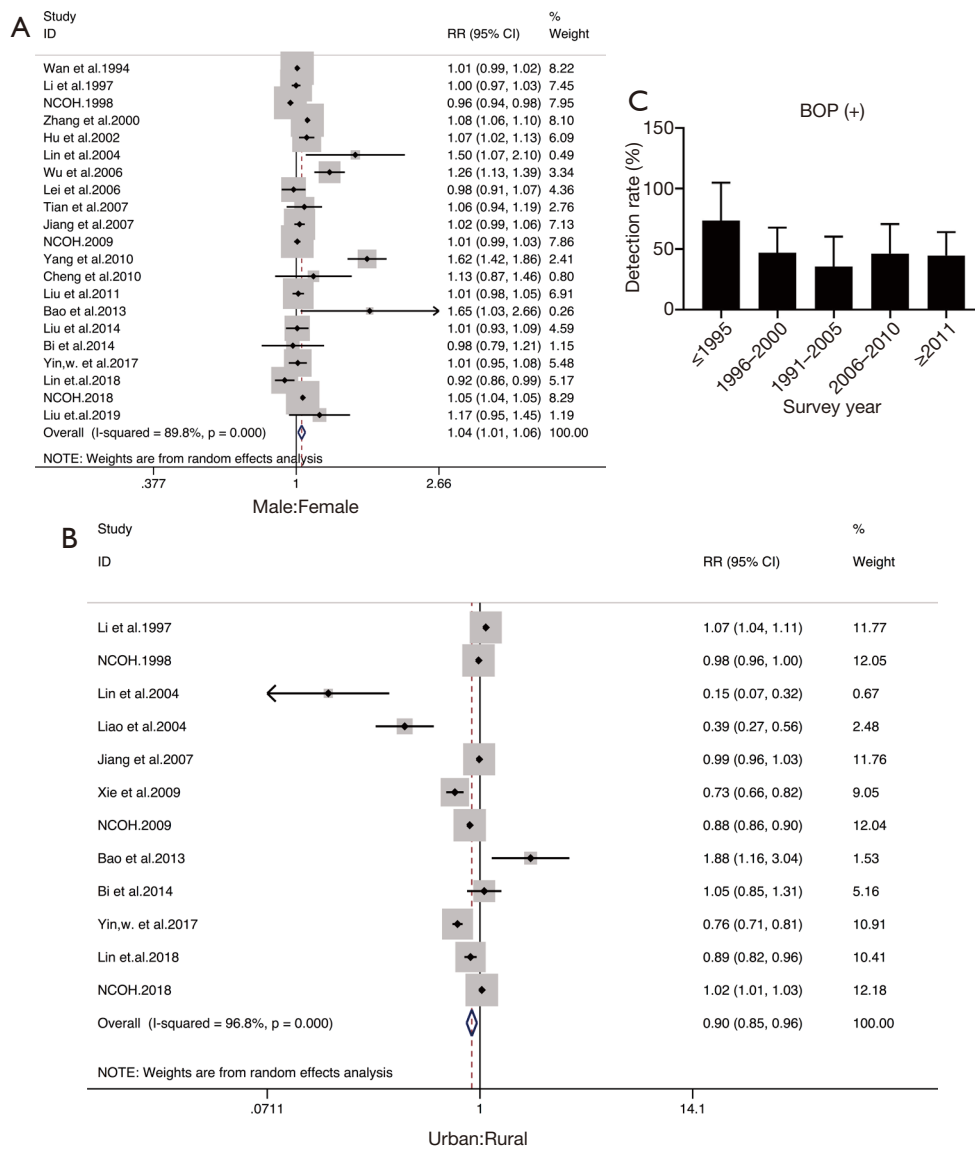 A
Study
%
ID RR (95% CI) Weight
Wan et al.1994 1.01 (0.99, 1.02) 8.22
Li et al.1997 1.00 (0.97, 1.03) 7.45
NCOH.1998 0.96 (0.94, 0.98) 7.95
Zhang et al.2000 1.08 (1.06, 1.10) 8.10
Hu et al.2002 1.07 (1.02, 1.13) 6.09
Lin et al.2004 1.50 (1.07, 2.10) 0.49
Wu et al.2006 1.26 (1.13, 1.39) 3.34
Lei et al.2006 0.98 (0.91, 1.07) 4.36
Tian et al.2007 1.06 (0.94, 1.19) 2.76
Jiang et al.2007 1.02 (0.99, 1.06) 7.13
NCOH.2009 1.01 (0.99, 1.03) 7.86
Yang et al.2010 1.62 (1.42, 1.86) 2.41
Cheng et al.2010 1.13 (0.87, 1.46) 0.80
Liu et al.2011 1.01 (0.98, 1.05) 6.91
Bao et al.2013 1.65 (1.03, 2.66) 0.26
Liu et al.2014 1.01 (0.93, 1.09) 4.59
Bi et al.2014 0.98 (0.79, 1.21) 1.15
Yin,w. et al.2017 1.01 (0.95, 1.08) 5.48
Lin et.al.2018 0.92 (0.86, 0.99) 5.17
NCOH.2018 1.05 (1.04, 1.05) 8.29
Liu et.al.2019 1.17 (0.95, 1.45) 1.19
Overall (I-squared = 89.8%, p = 0.000) 1.04 (1.01, 1.06) 100.00
NOTE: Weights are from random effects analysis
.377 1 2.66
Male:Female
C
BOP (+)
Detection rate (%)
150
100
50
0
≤1995 1996–2000 1991–2005 2006–2010 ≥2011
Survey year
B
Study %
ID RR (95% CI) Weight
Li et al.1997 1.07 (1.04, 1.11) 11.77
NCOH.1998 0.98 (0.96, 1.00) 12.05
Lin et al.2004 0.15 (0.07, 0.32) 0.67
Liao et al.2004 0.39 (0.27, 0.56) 2.48
Jiang et al.2007 0.99 (0.96, 1.03) 11.76
Xie et al.2009 0.73 (0.66, 0.82) 9.05
NCOH.2009 0.88 (0.86, 0.90) 12.04
Bao et al.2013 1.88 (1.16, 3.04) 1.53
Bi et al.2014 1.05 (0.85, 1.31) 5.16
Yin,w. et al.2017 0.76 (0.71, 0.81) 10.91
Lin et.al.2018 0.89 (0.82, 0.96) 10.41
NCOH.2018 1.02 (1.01, 1.03) 12.18
Overall (I-squared = 96.8%, p = 0.000) 0.90 (0.85, 0.96) 100.00
NOTE: Weights are from random effects analysis
.0711 1 14.1
Urban:Rural